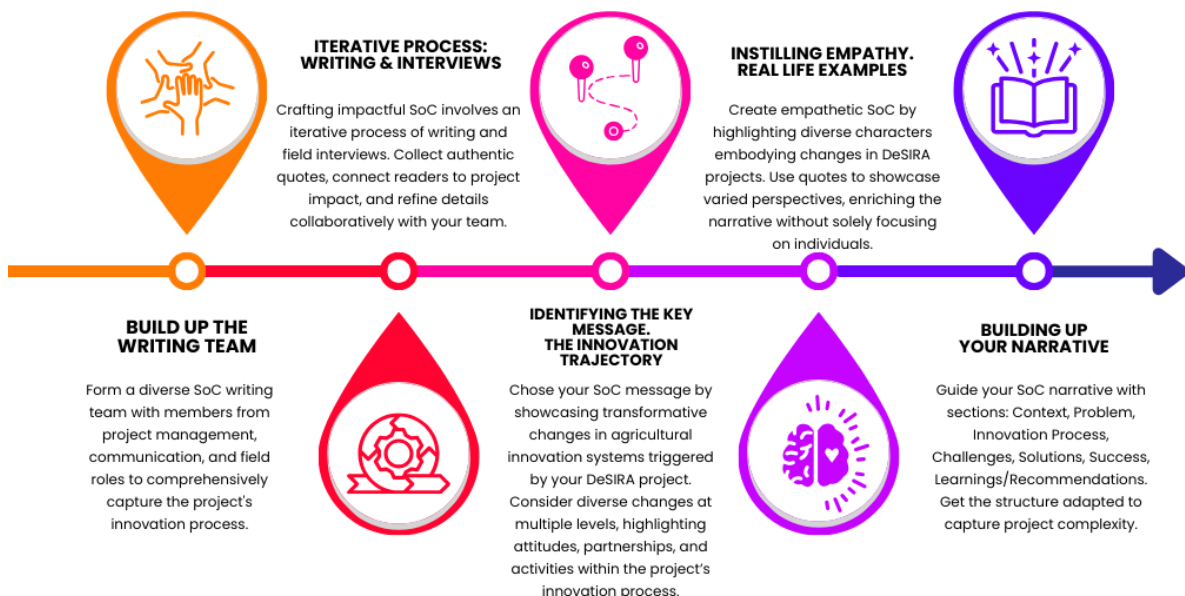 BUILD UP THE
WRITING TEAM
Form a diverse SoC writing
team with members from
project management,
communication, and field
roles to comprehensively
capture the project's
innovation process.
ITERATIVE PROCESS:
WRITING & INTERVIEWS
Crafting impactful SoC involves an
iterative process of writing and
field interviews. Collect authentic
quotes, connect readers to project
impact, and refine details
collaboratively with your team.
IDENTIFYING THE KEY
MESSAGE.
THE INNOVATION
TRAJECTORY
Chose your SoC message by
showcasing transformative
changes in agricultural
innovation systems triggered
by your DeSIRA project.
Consider diverse changes at
multiple levels, highlighting
attitudes, partnerships, and
activities within the project's
innovation process.
INSTILLING EMPATHY.
REAL LIFE EXAMPLES
Create empathetic SoC by
highlighting diverse characters
embodying changes in DeSIRA
projects. Use quotes to showcase
varied perspectives, enriching the
narrative without solely focusing
on individuals.
BUILDING UP
YOUR NARRATIVE
Guide your SoC narrative with
sections: Context, Problem,
Innovation Process,
Challenges, Solutions, Success,
Learnings/Recommendations.
Get the structure adapted to
capture project complexity.